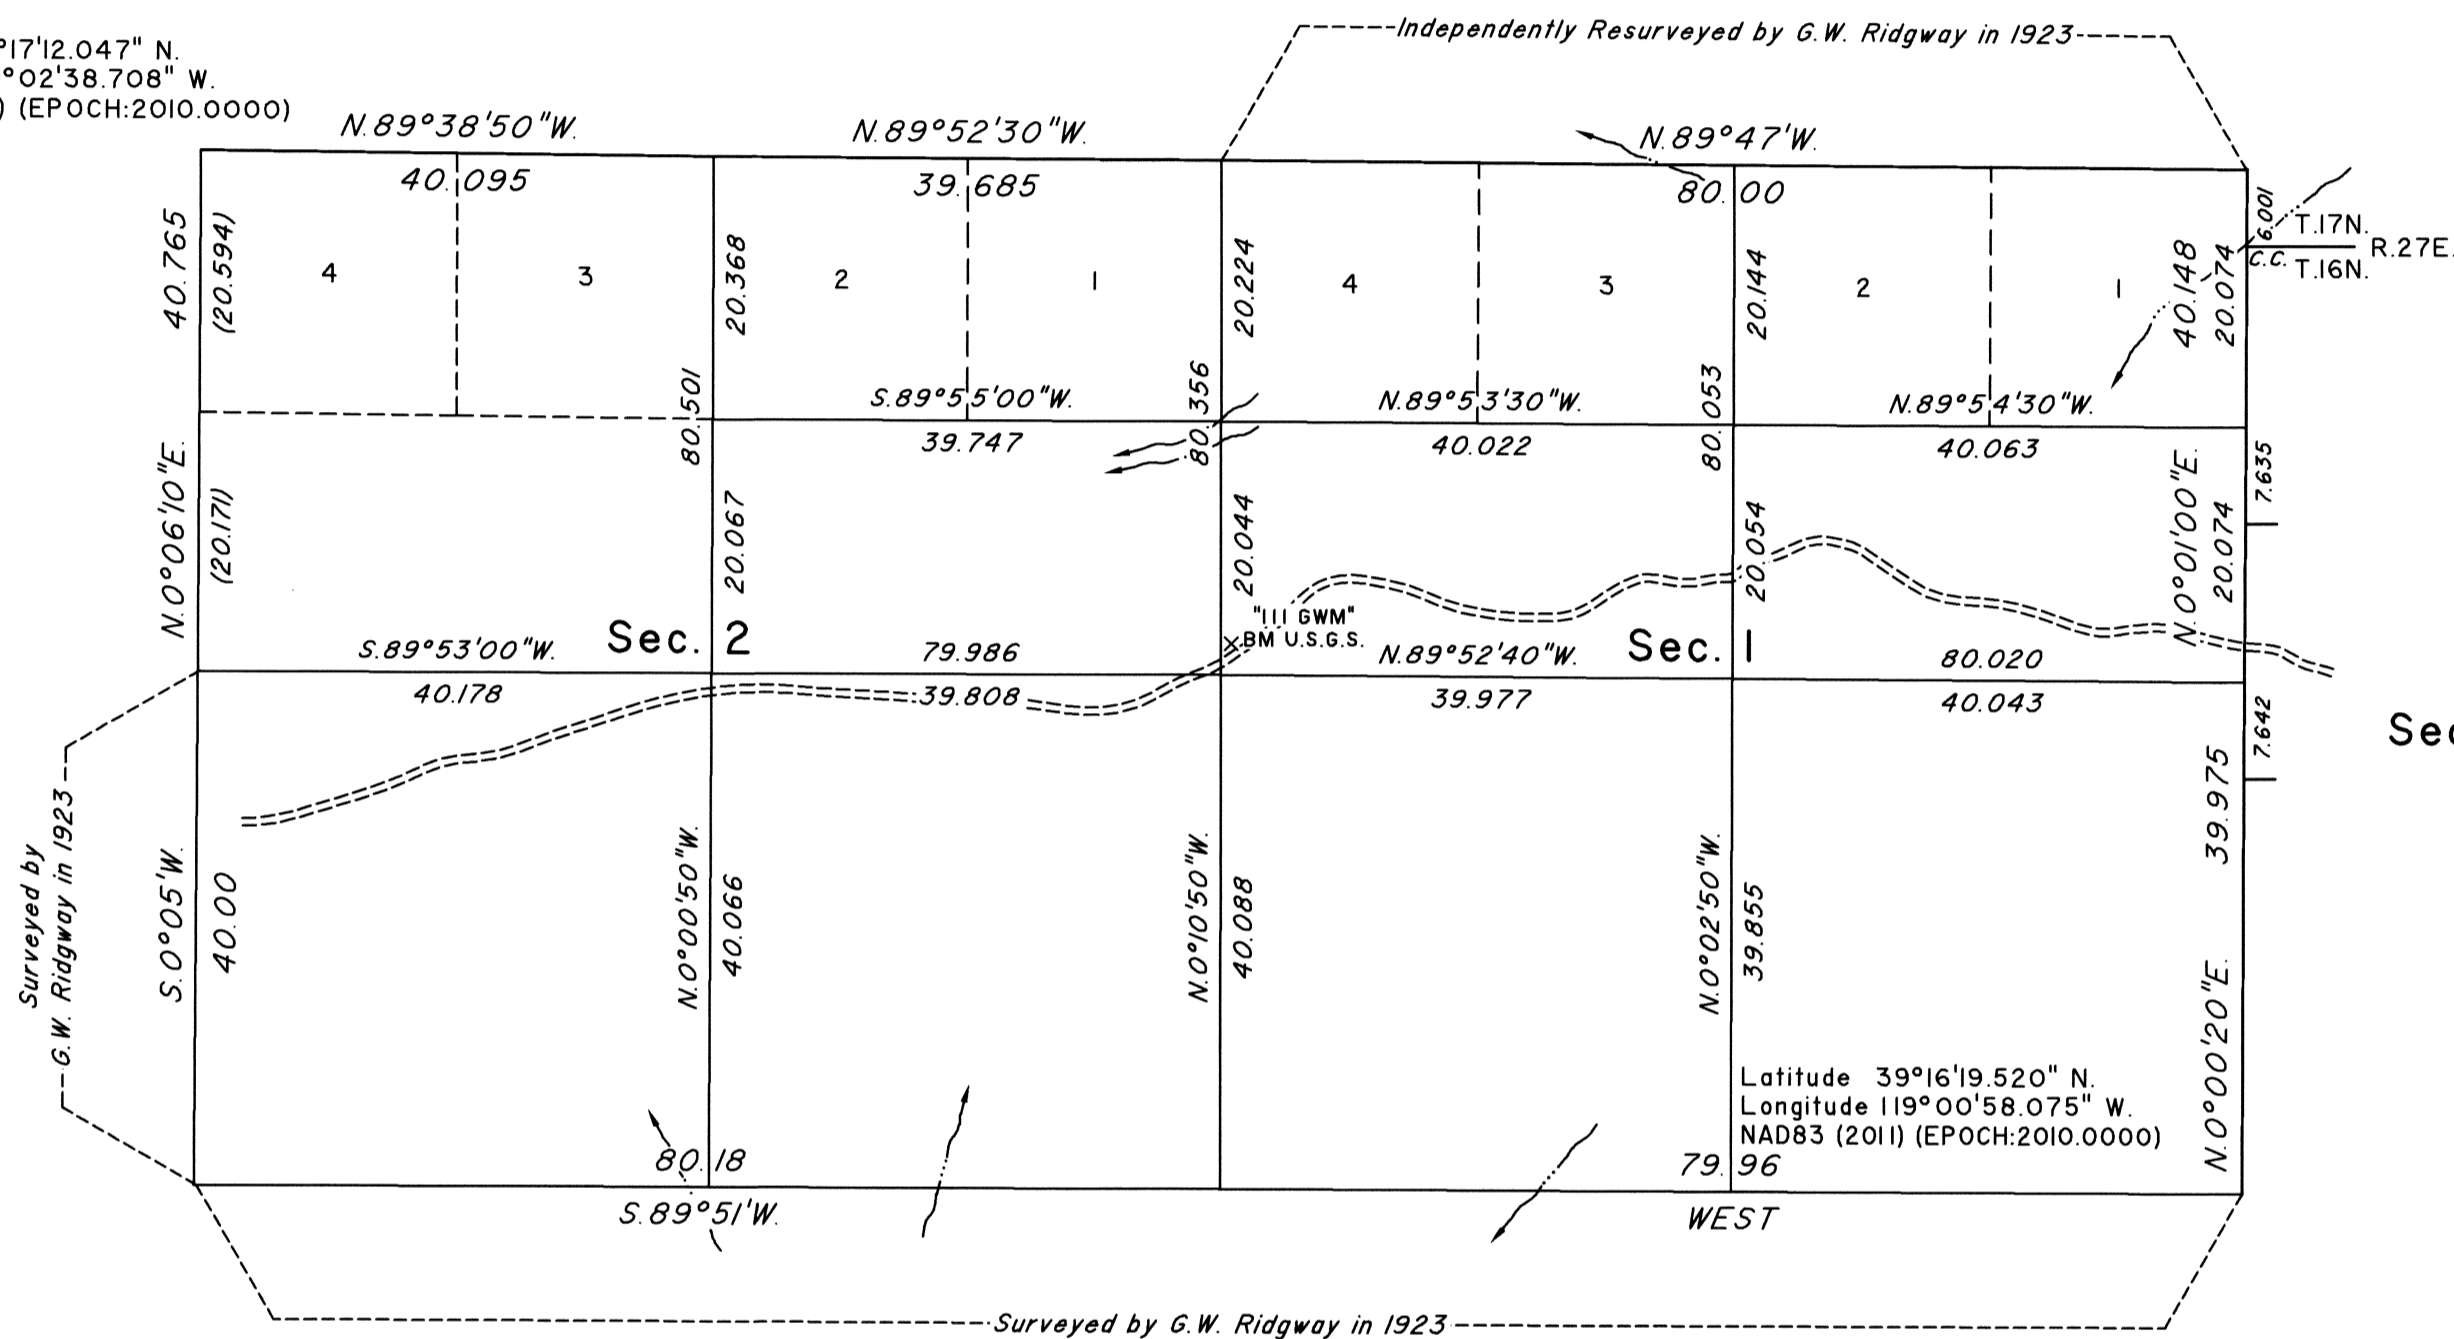 -Independently Resurveyed by G.W. Ridgway in 1923-
°17'12.047" N.
°02'38.708" W.
) (EPOCH:2010.0000)
N.89°38'50"W.
N.89°52'30"W.
N.89°47'W.
40.095
39.685
80.00
40.765
(20.594)
4
3
20.368
2
1
20.224
4
3
20.144
2
1
40.148
20.074
6.001
T.17N.
R.27E.
C.C. T.16N.
80.501
S.89°55'00"W.
80.356
N.89°53'30"W.
80.053
N.89°54'30"W.
39.747
40.022
40.063
N.0°06'10"E.
(20.171)
20.067
20.044
20.054
N.0°01'00"E.
20.074
7.635
"111 GWM"
BM U.S.G.S.
S.89°53'00"W.
Sec. 2
79.986
N.89°52'40"W.
Sec. 1
80.020
40.178
39.808
39.977
40.043
7.642
Sec
Surveyed by
G.W. Ridgway in 1923
S.0°05'W.
40.00
N.0°00'50"W.
40.066
N.0°10'50"W.
40.088
N.0°02'50"W.
39.855
39.975
N.0°00'20"E.
Latitude 39°16'19.520" N.
Longitude 119°00'58.075" W.
NAD83 (2011) (EPOCH:2010.0000)
80.18
79.96
S.89°51'W.
WEST
Surveyed by G.W. Ridgway in 1923